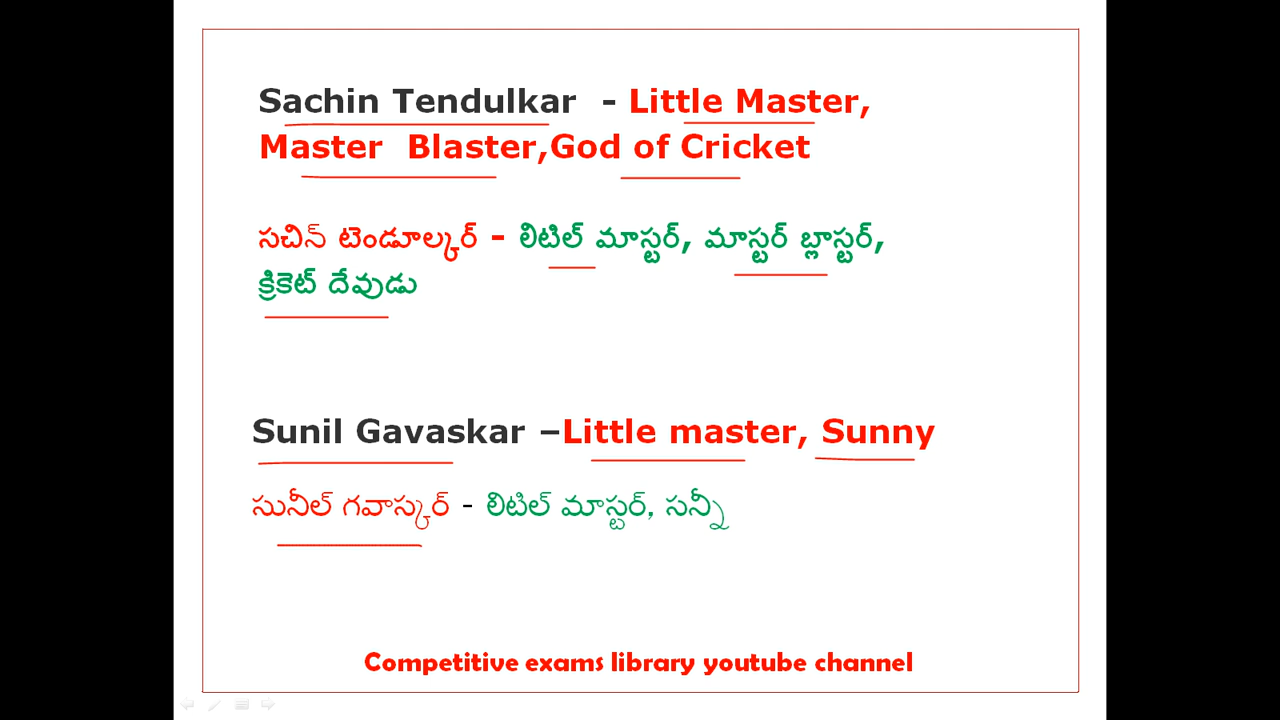 Sachin Tendulkar - Little Master,
Master Blaster,God of Cricket
సచిన్ టెండూల్కర్ - లిటిల్ మాస్టర్, మాస్టర్ బ్లాస్టర్,
క్రికెట్ దేవుడు
Sunil Gavaskar –Little master, Sunny
సునీల్ గవాస్కర్ - లిటిల్ మాస్టర్, సన్నీ
Competitive exams library youtube channel